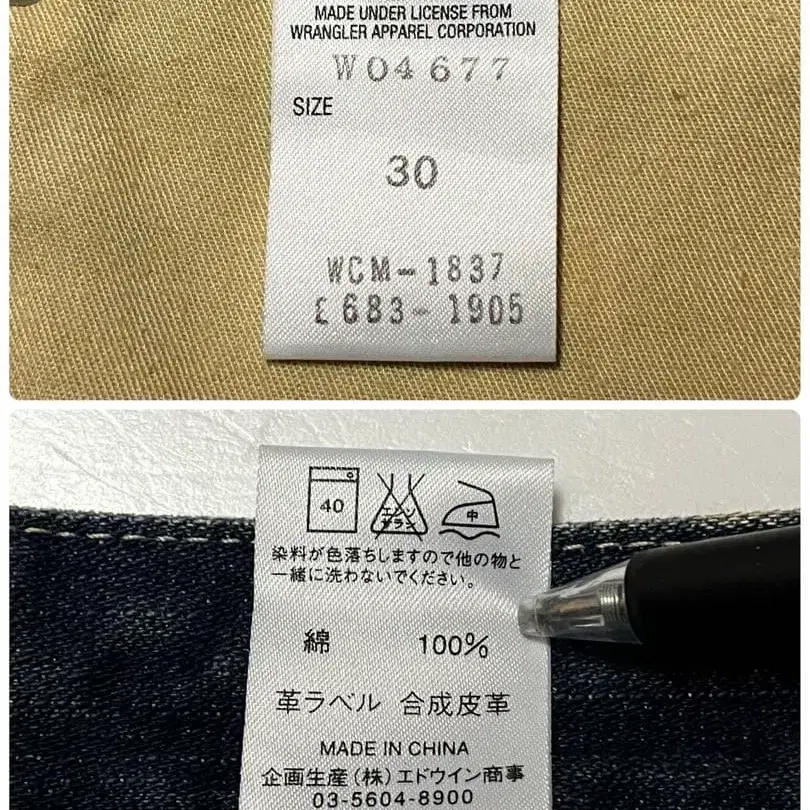 MADE UNDER LICENSE FROM
WRANGLER APPAREL CORPORATION
W04677
SIZE
30
WCM-1837
£683-1905
40
エンソ
サラシ
中
染料が色落ちしますので他の物と
一緒に洗わないでください。
綿 100%
革ラベル 合成皮革
MADE IN CHINA
企画生産(株)エドウイン商事
03-5604-8900